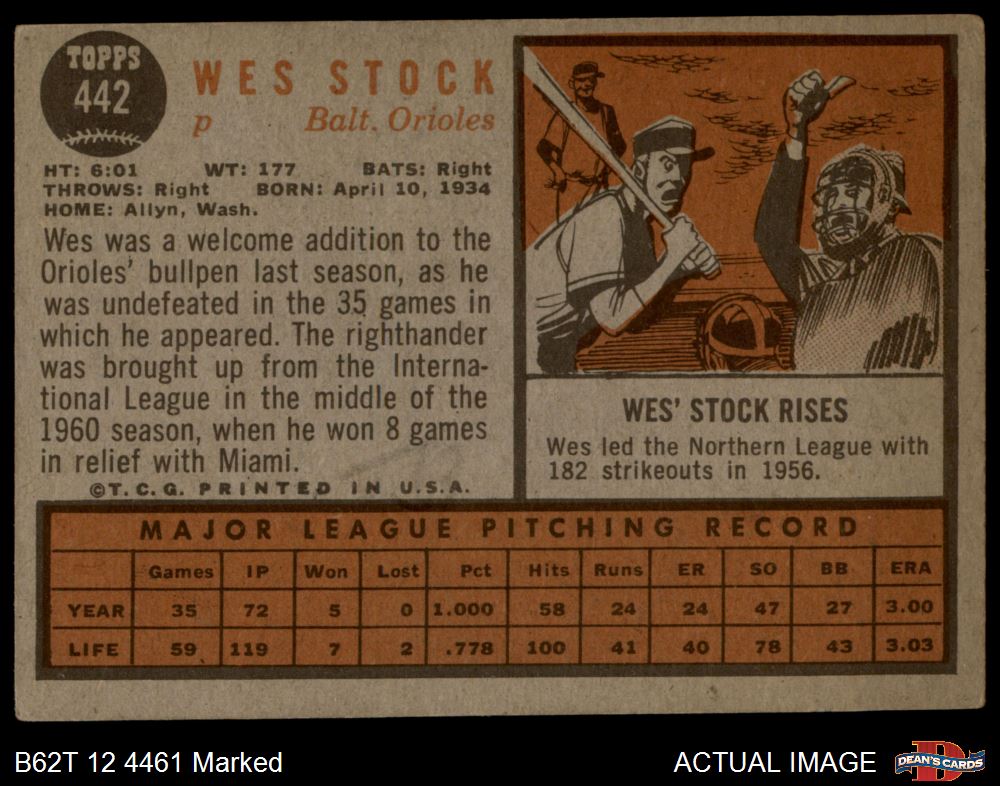 TOPPS
442
WES STOCK
p Balt. Orioles
HT: 6:01 WT: 177 BATS: Right
THROWS: Right BORN: April 10, 1934
HOME: Allyn, Wash.
Wes was a welcome addition to the
Orioles' bullpen last season, as he
was undefeated in the 35 games in
which he appeared. The righthander
was brought up from the Interna-
tional League in the middle of the
1960 season, when he won 8 games
in relief with Miami.
©T.C.G. PRINTED IN U.S.A.
WES' STOCK RISES
Wes led the Northern League with
182 strikeouts in 1956.
MAJOR LEAGUE PITCHING RECORD
Games IP Won Lost Pct Hits Runs ER SO BB ERA
YEAR 35 72 5 0 1.000 58 24 24 47 27 3.00
LIFE 59 119 7 2 .778 100 41 40 78 43 3.03
B62T 12 4461 Marked
ACTUAL IMAGE
D
DEAN'S CARDS